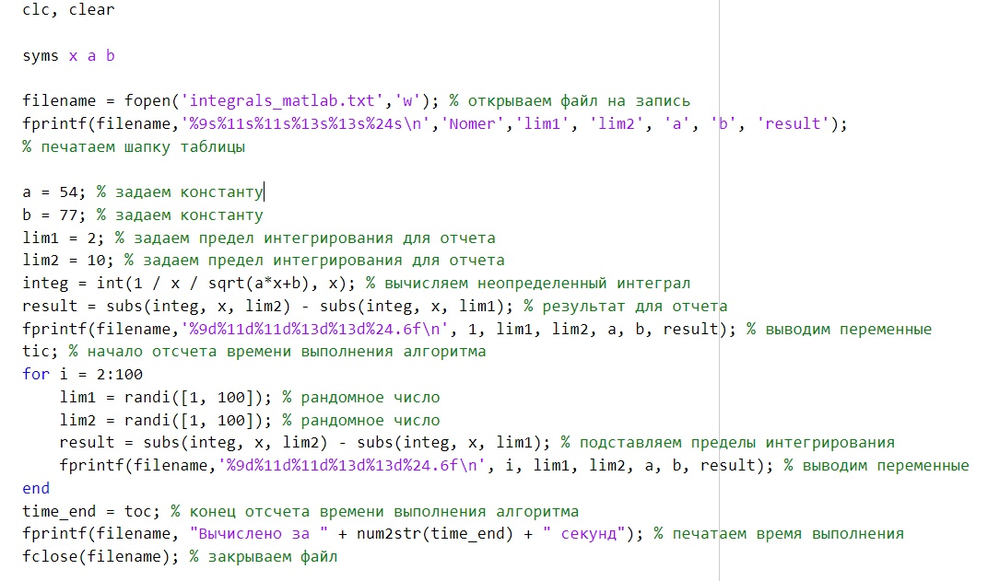 clc, clear
syms x a b
filename = fopen('integrals_matlab.txt','w'); % открываем файл на запись
fprintf(filename,'%9s%11s%11s%13s%13s%24s\n','Nomer','lim1', 'lim2', 'a', 'b', 'result');
% печатаем шапку таблицы
a = 54; % задаем константу
b = 77; % задаем константу
lim1 = 2; % задаем предел интегрирования для отчета
lim2 = 10; % задаем предел интегрирования для отчета
integ = int(1 / x / sqrt(a*x+b), x); % вычисляем неопределенный интеграл
result = subs(integ, x, lim2) - subs(integ, x, lim1); % результат для отчета
fprintf(filename,'%9d%11d%11d%13d%13d%24.6f\n', 1, lim1, lim2, a, b, result); % выводим переменные
tic; % начало отсчета времени выполнения алгоритма
for i = 2:100
    lim1 = randi([1, 100]); % рандомное число
    lim2 = randi([1, 100]); % рандомное число
    result = subs(integ, x, lim2) - subs(integ, x, lim1); % подставляем пределы интегрирования
    fprintf(filename,'%9d%11d%11d%13d%13d%24.6f\n', i, lim1, lim2, a, b, result); % выводим переменные
end
time_end = toc; % конец отсчета времени выполнения алгоритма
fprintf(filename, "Вычислено за " + num2str(time_end) + " секунд"); % печатаем время выполнения
fclose(filename); % закрываем файл